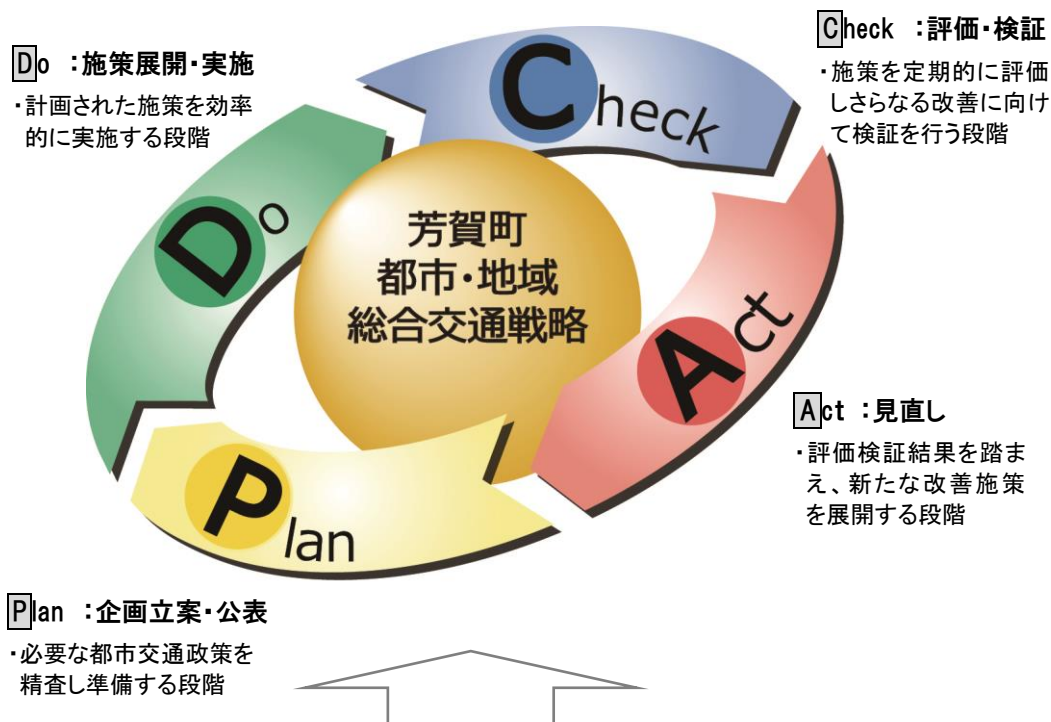 Do :施策展開・実施
・計画された施策を効率
的に実施する段階
Check :評価・検証
・施策を定期的に評価
しさらなる改善に向け
て検証を行う段階
Check
Do
芳賀町
都市・地域
総合交通戦略
Act
Plan
Act :見直し
・評価検証結果を踏ま
え、新たな改善施策
を展開する段階
Plan :企画立案・公表
・必要な都市交通政策を
精査し準備する段階